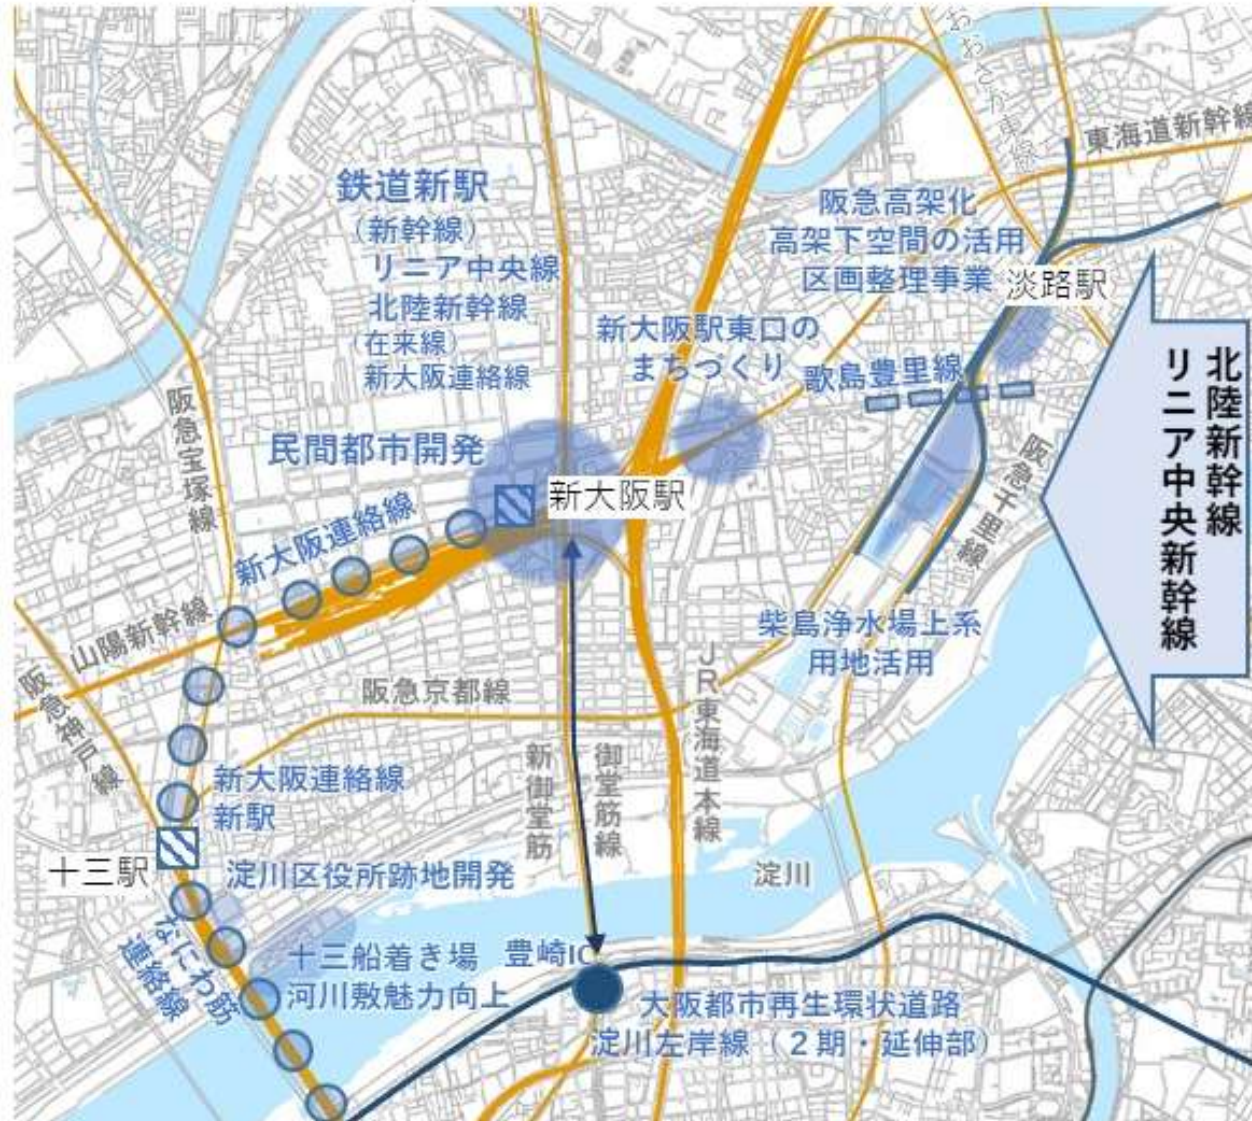 おおさか東線
東海道新幹線
鉄道新駅
（新幹線）
リニア中央線
北陸新幹線
（在来線）
新大阪連絡線
阪急高架化
高架下空間の活用
区画整理事業
淡路駅
新大阪駅東口の
まちづくり
歌島豊里線
北陸新幹線
リニア中央新幹線
阪急宝塚線
民間都市開発
新大阪駅
新大阪連絡線
阪急千里線
山陽新幹線
阪急神戸線
柴島浄水場上系
用地活用
阪急京都線
JR東海道本線
新御堂筋
御堂筋線
新大阪連絡線
新駅
十三駅
淀川区役所跡地開発
淀川
なにわ筋
連絡線
十三船着き場
河川敷魅力向上
豊崎IC
大阪都市再生環状道路
淀川左岸線（２期・延伸部）